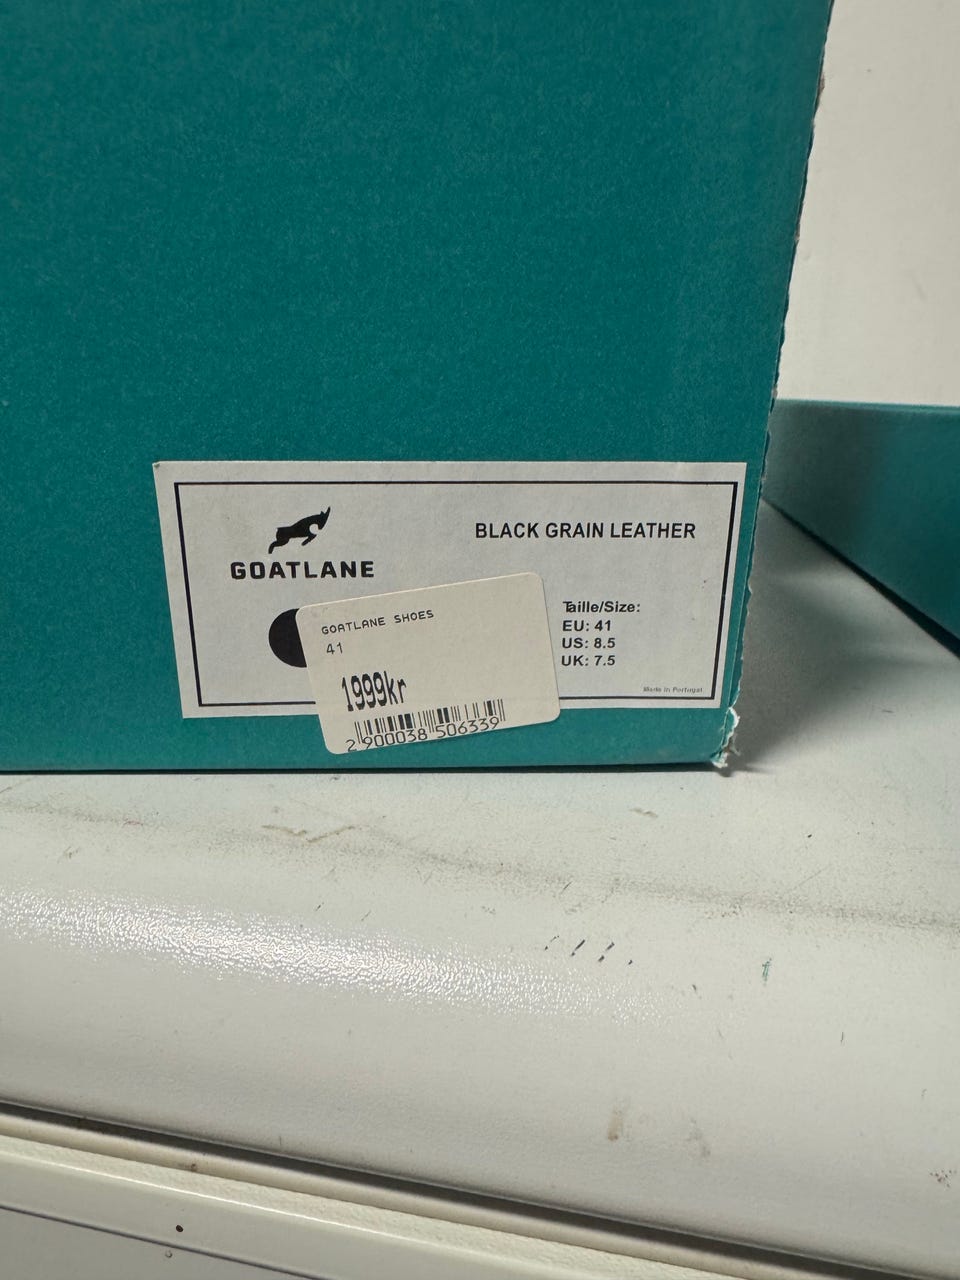 GOATLANE
BLACK GRAIN LEATHER
Taille/Size:
EU: 41
US: 8.5
UK: 7.5
Made in Portugal
GOATLANE SHOES
41
1999kr
2 900038 506339